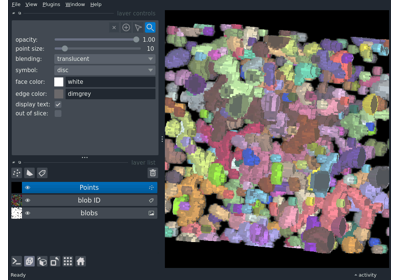 File View Plugins Window Help
layer controls
opacity: 1.00
point size: 10
blending: translucent
symbol: disc
face color: white
edge color: dimgrey
display text:
out of slice:
layer list
Points
blob ID
blobs
Ready
activity